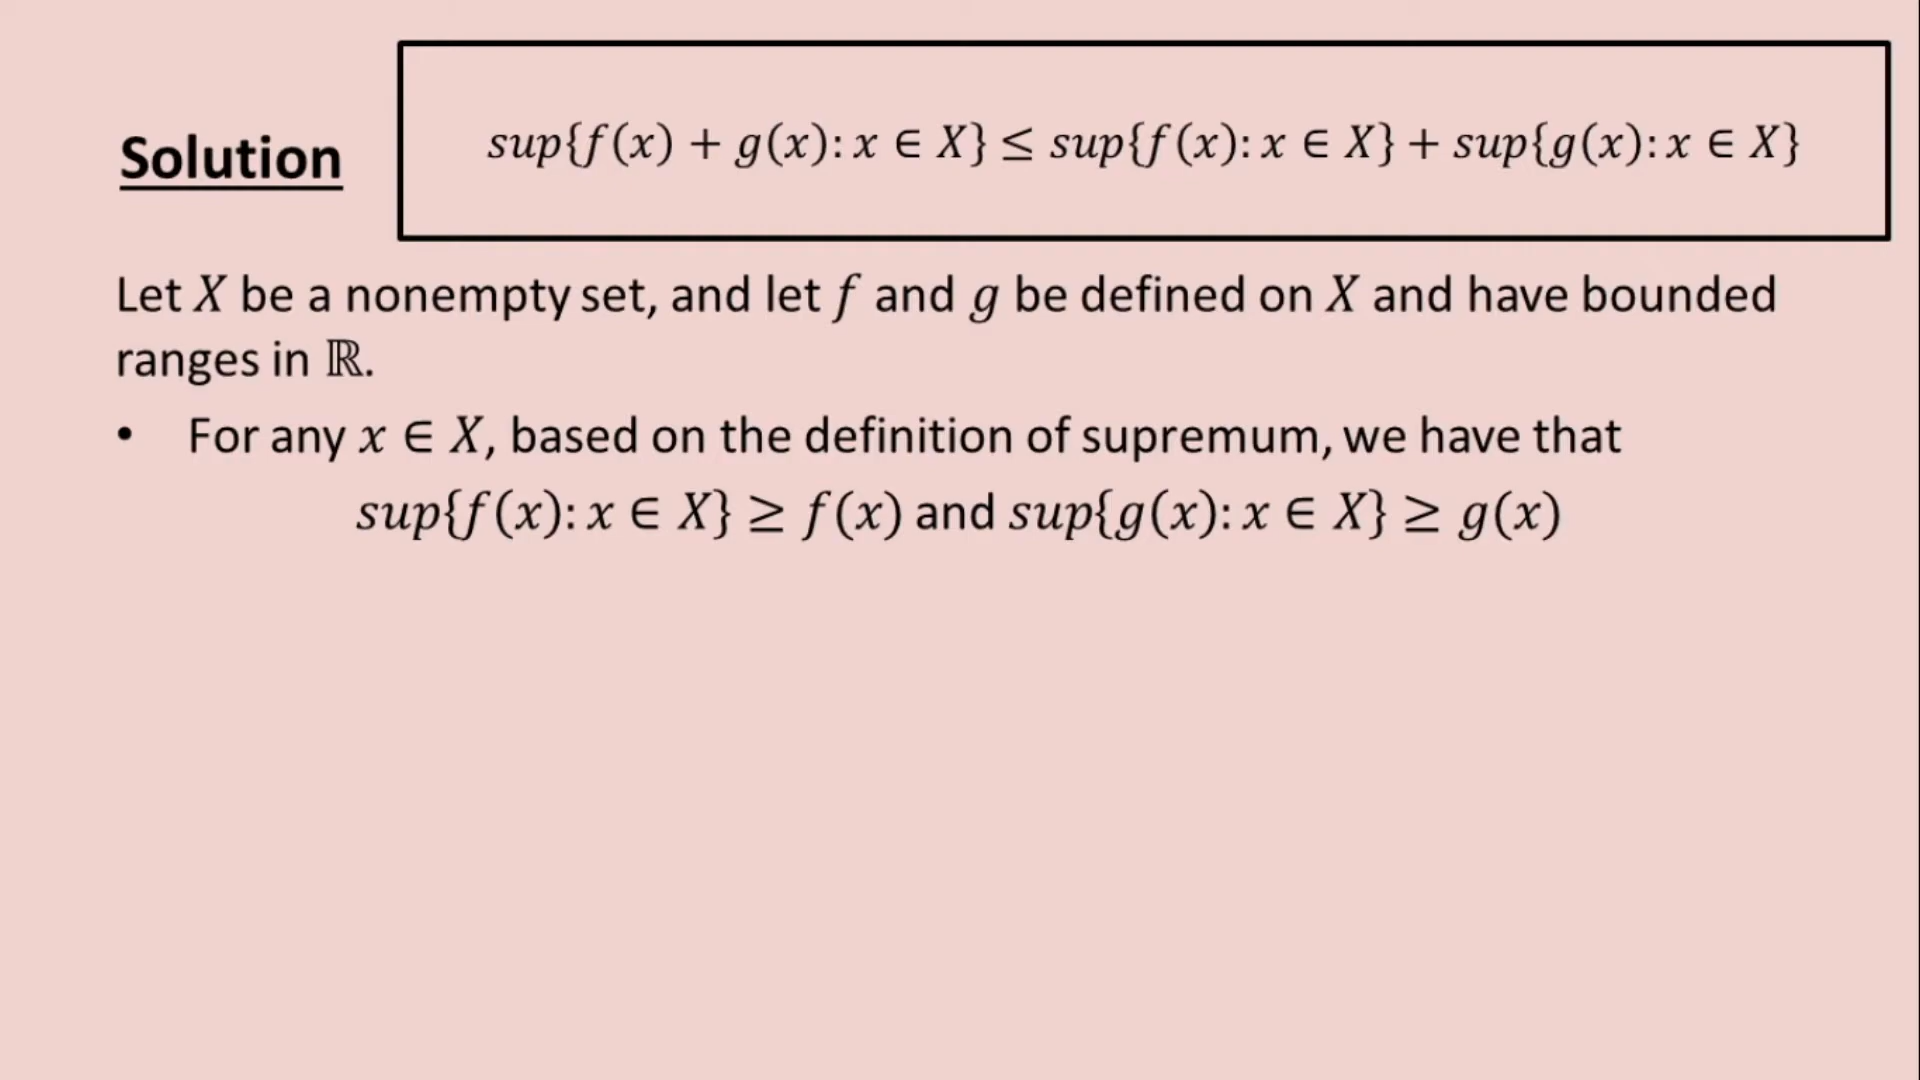 Solution
sup{f(x) + g(x): x ∈ X} ≤ sup{f(x): x ∈ X} + sup{g(x): x ∈ X}
Let X be a nonempty set, and let f and g be defined on X and have bounded
ranges in ℝ.
• For any x ∈ X, based on the definition of supremum, we have that
sup{f(x): x ∈ X} ≥ f(x) and sup{g(x): x ∈ X} ≥ g(x)